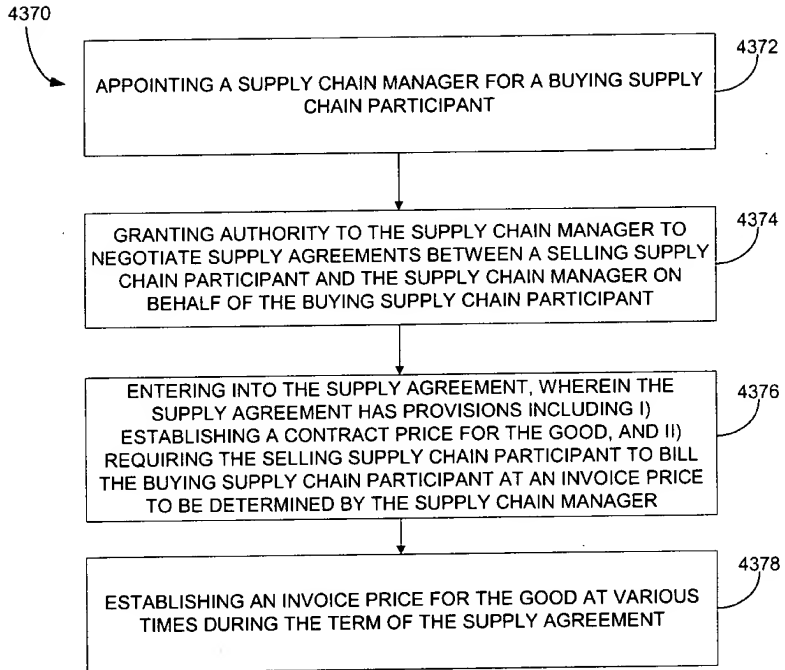 4370
4372
APPOINTING A SUPPLY CHAIN MANAGER FOR A BUYING SUPPLY
CHAIN PARTICIPANT
4374
GRANTING AUTHORITY TO THE SUPPLY CHAIN MANAGER TO
NEGOTIATE SUPPLY AGREEMENTS BETWEEN A SELLING SUPPLY
CHAIN PARTICIPANT AND THE SUPPLY CHAIN MANAGER ON
BEHALF OF THE BUYING SUPPLY CHAIN PARTICIPANT
4376
ENTERING INTO THE SUPPLY AGREEMENT, WHEREIN THE
SUPPLY AGREEMENT HAS PROVISIONS INCLUDING I)
ESTABLISHING A CONTRACT PRICE FOR THE GOOD, AND II)
REQUIRING THE SELLING SUPPLY CHAIN PARTICIPANT TO BILL
THE BUYING SUPPLY CHAIN PARTICIPANT AT AN INVOICE PRICE
TO BE DETERMINED BY THE SUPPLY CHAIN MANAGER
4378
ESTABLISHING AN INVOICE PRICE FOR THE GOOD AT VARIOUS
TIMES DURING THE TERM OF THE SUPPLY AGREEMENT